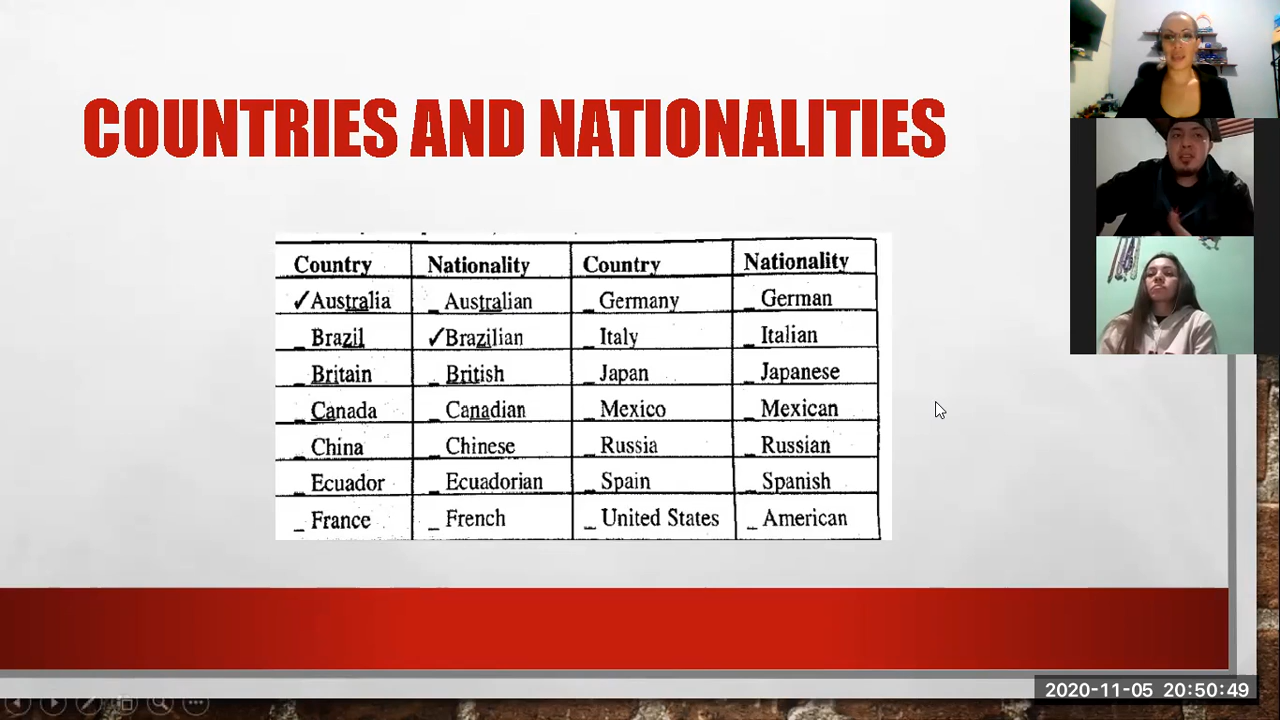 COUNTRIES AND NATIONALITIES
Country Nationality Country Nationality
✓Australia _ Australian _ Germany _ German
_ Brazil ✓Brazilian _ Italy _ Italian
_ Britain _ British _ Japan _ Japanese
_ Canada _ Canadian _ Mexico _ Mexican
_ China _ Chinese _ Russia _ Russian
_ Ecuador _ Ecuadorian _ Spain _ Spanish
_ France _ French _ United States _ American
2020-11-05 20:50:49